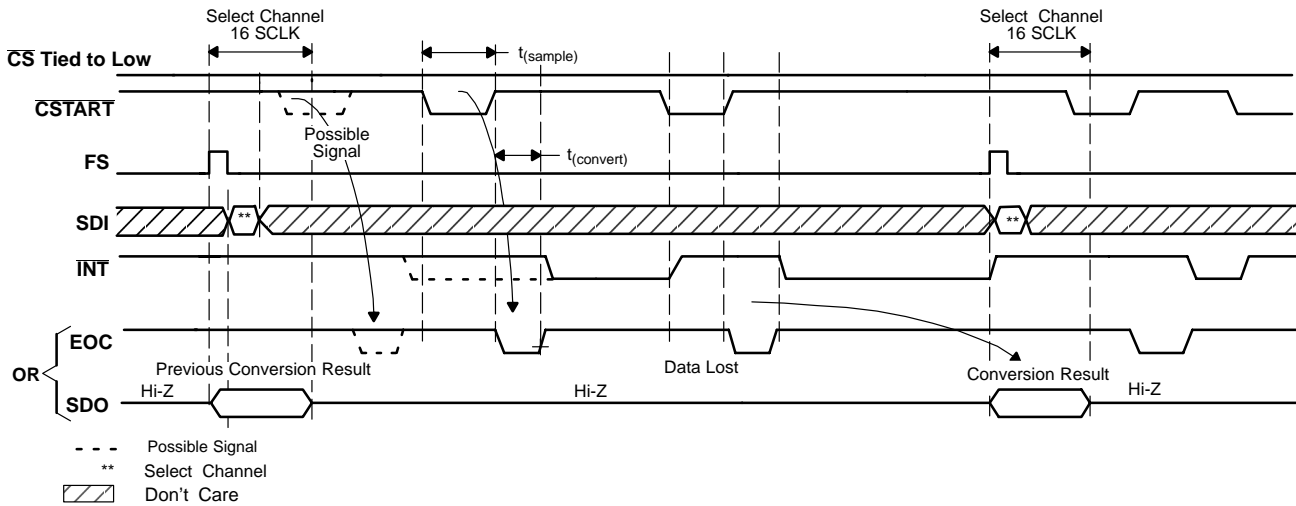 Select Channel
16 SCLK
Select Channel
16 SCLK
CS Tied to Low
t(sample)
CSTART
Possible
Signal
FS
t(convert)
SDI
**
**
INT
EOC
OR
Previous Conversion Result
Data Lost
Conversion Result
Hi-Z
Hi-Z
Hi-Z
SDO
Possible Signal
** Select Channel
Don't Care